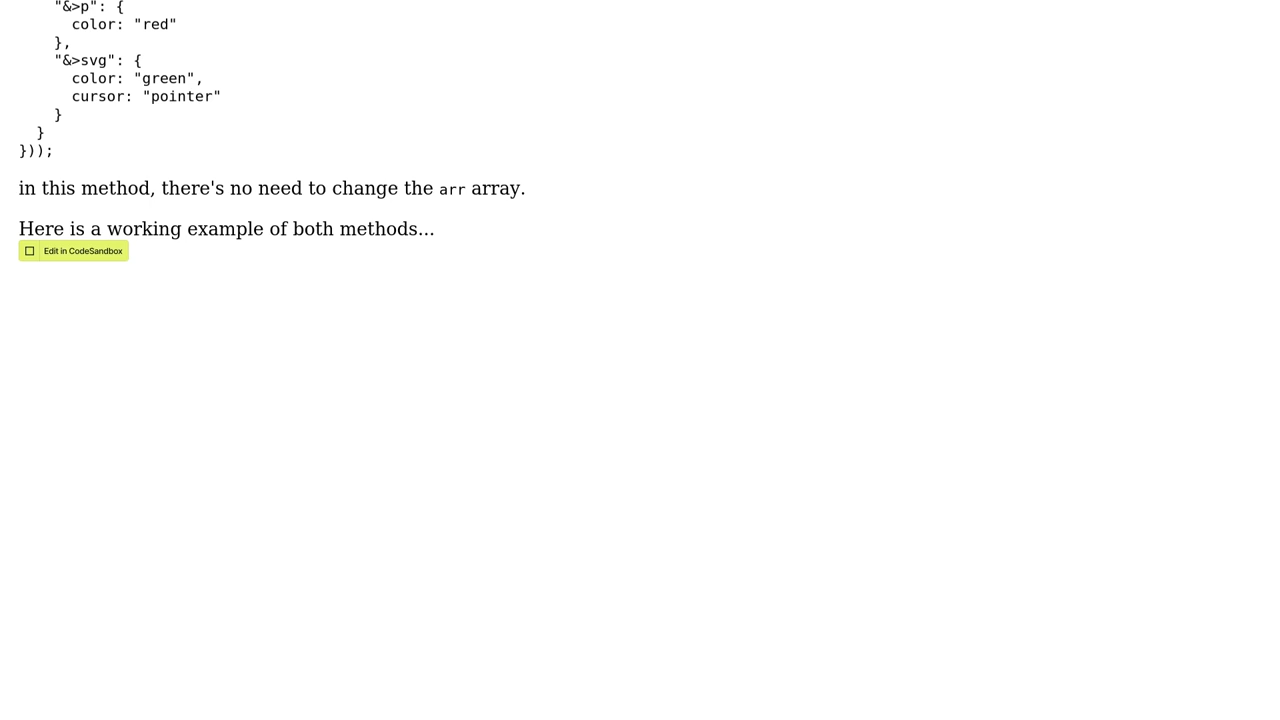 "&>p": {
      color: "red"
    },
    "&>svg": {
      color: "green",
      cursor: "pointer"
    }
  }
}));
in this method, there's no need to change the arr array.
Here is a working example of both methods...
Edit in CodeSandbox